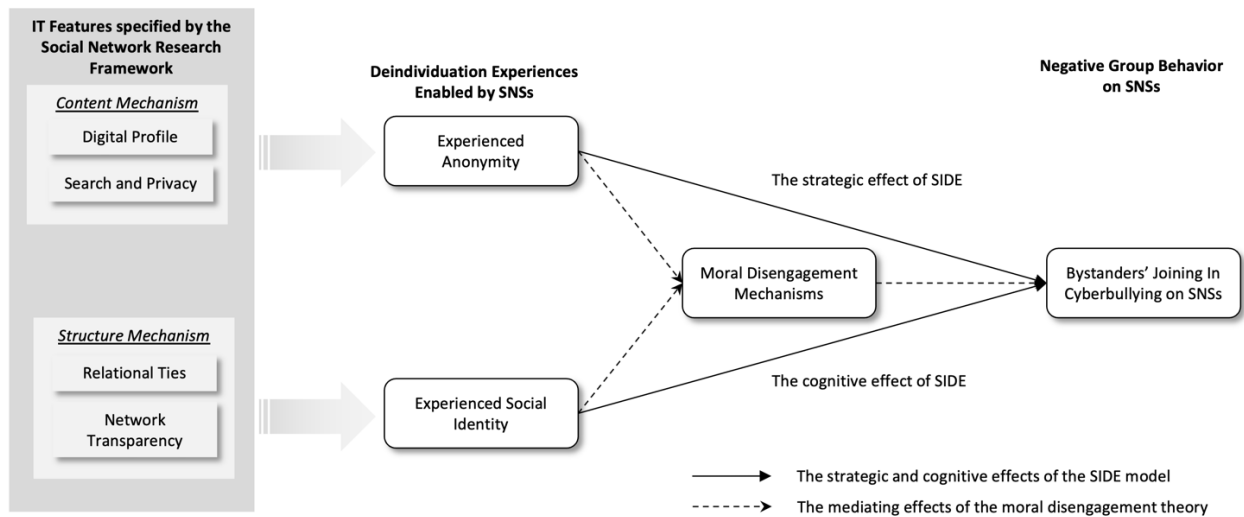 IT Features specified by the
Social Network Research
Framework
Content Mechanism
Digital Profile
Search and Privacy
Structure Mechanism
Relational Ties
Network
Transparency
Deindividuation Experiences
Enabled by SNSs
Experienced
Anonymity
Experienced Social
Identity
The strategic effect of SIDE
Moral Disengagement
Mechanisms
The cognitive effect of SIDE
Negative Group Behavior
on SNSs
Bystanders’ Joining In
Cyberbullying on SNSs
The strategic and cognitive effects of the SIDE model
The mediating effects of the moral disengagement theory